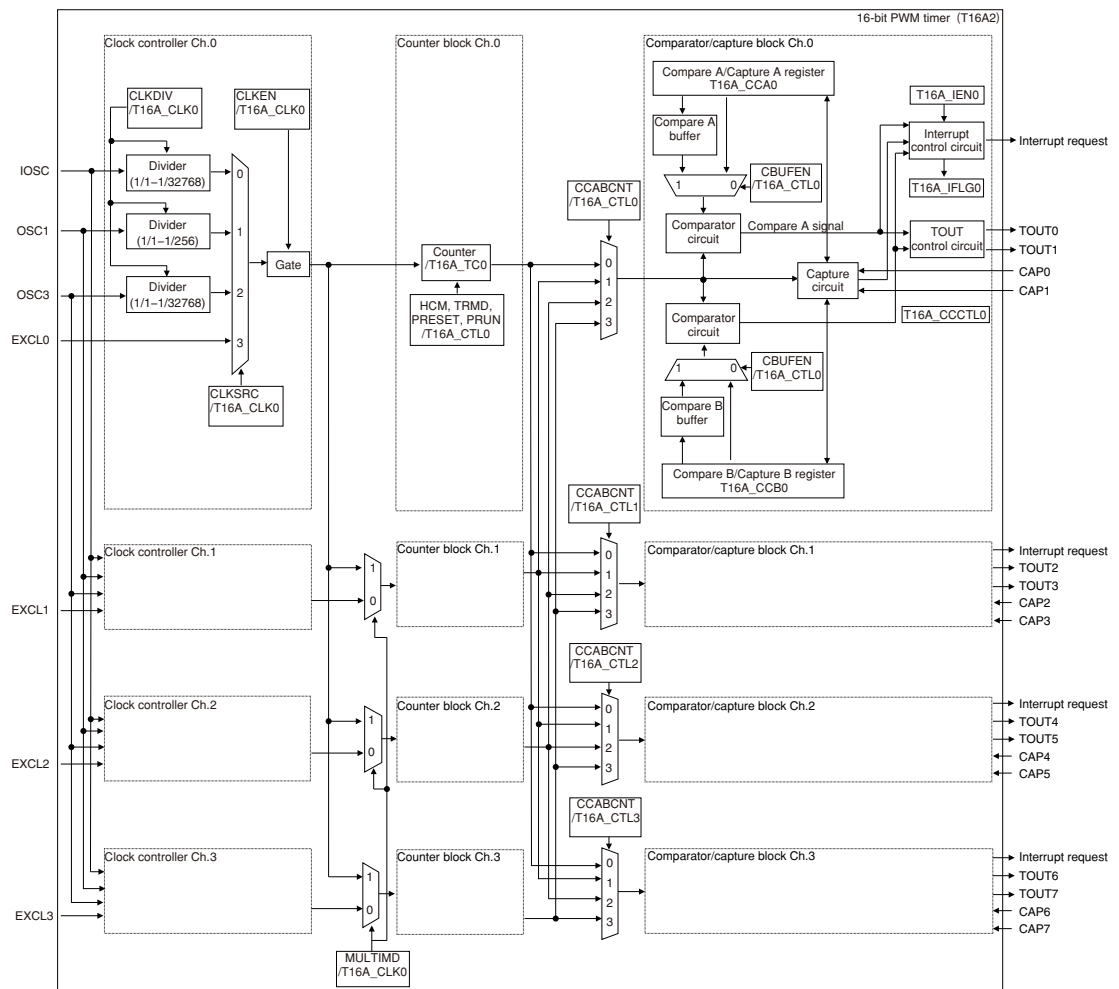 16-bit PWM timer (T16A2)
Clock controller Ch.0
Counter block Ch.0
Comparator/capture block Ch.0
CLKDIV
/T16A_CLK0
CLKEN
/T16A_CLK0
IOSC
OSC1
OSC3
EXCL0
Divider
(1/1–1/32768)
Divider
(1/1–1/256)
Divider
(1/1–1/32768)
0
1
2
3
Gate
CLKSRC
/T16A_CLK0
Counter
/T16A_TC0
HCM, TRMD,
PRESET, PRUN
/T16A_CTL0
CCABCNT
/T16A_CTL0
0
1
2
3
Compare A/Capture A register
T16A_CCA0
Compare A
buffer
1 0
CBUFEN
/T16A_CTL0
Comparator
circuit
Compare A signal
Capture
circuit
Comparator
circuit
1 0
CBUFEN
/T16A_CTL0
Compare B
buffer
Compare B/Capture B register
T16A_CCB0
T16A_IEN0
Interrupt
control circuit
T16A_IFLG0
TOUT
control circuit
T16A_CCCTL0
Interrupt request
TOUT0
TOUT1
CAP0
CAP1
Clock controller Ch.1
EXCL1
1
0
Counter block Ch.1
CCABCNT
/T16A_CTL1
0
1
2
3
Comparator/capture block Ch.1
Interrupt request
TOUT2
TOUT3
CAP2
CAP3
Clock controller Ch.2
EXCL2
1
0
Counter block Ch.2
CCABCNT
/T16A_CTL2
0
1
2
3
Comparator/capture block Ch.2
Interrupt request
TOUT4
TOUT5
CAP4
CAP5
Clock controller Ch.3
EXCL3
1
0
MULTIMD
/T16A_CLK0
Counter block Ch.3
CCABCNT
/T16A_CTL3
0
1
2
3
Comparator/capture block Ch.3
Interrupt request
TOUT6
TOUT7
CAP6
CAP7